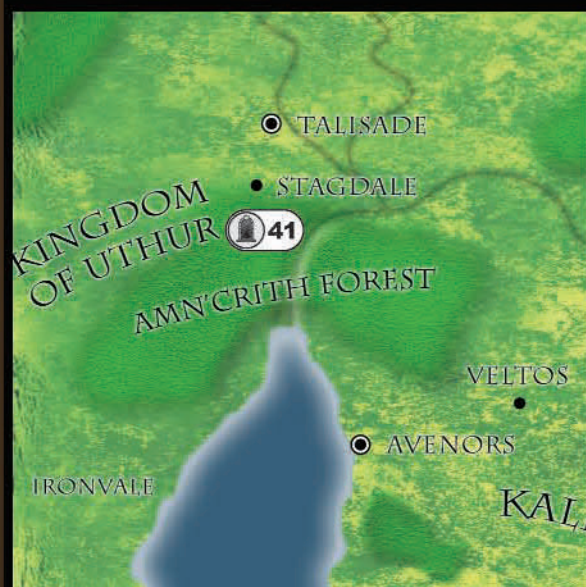 TALISADE
STAGDALE
KINGDOM
OF UTHUR
41
AMN'CRITH FOREST
VELTOS
AVENORS
IRONVALE